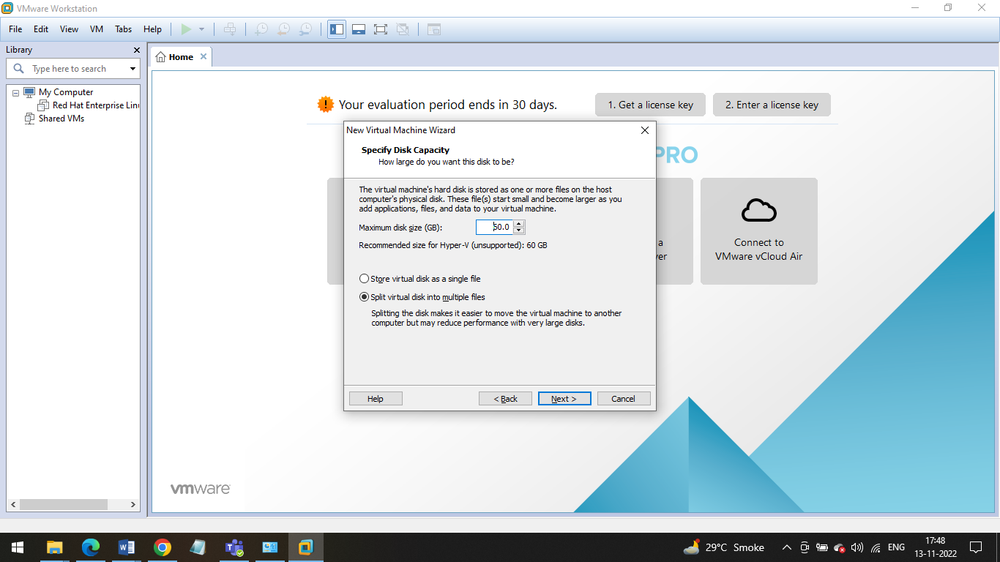 VMware Workstation
File Edit View VM Tabs Help
Library
Home
Type here to search
My Computer
Red Hat Enterprise Linu
Shared VMs
Your evaluation period ends in 30 days.
1. Get a license key
2. Enter a license key
New Virtual Machine Wizard
Specify Disk Capacity
How large do you want this disk to be?
PRO
The virtual machine's hard disk is stored as one or more files on the host
computer's physical disk. These file(s) start small and become larger as you
add applications, files, and data to your virtual machine.
Maximum disk size (GB):
Recommended size for Hyper-V (unsupported): 60 GB
Store virtual disk as a single file
Split virtual disk into multiple files
Splitting the disk makes it easier to move the virtual machine to another
computer but may reduce performance with very large disks.
Help
< Back
Next >
Cancel
a
ver
Connect to
VMware vCloud Air
vmware
29°C Smoke
ENG
17:48
13-11-2022